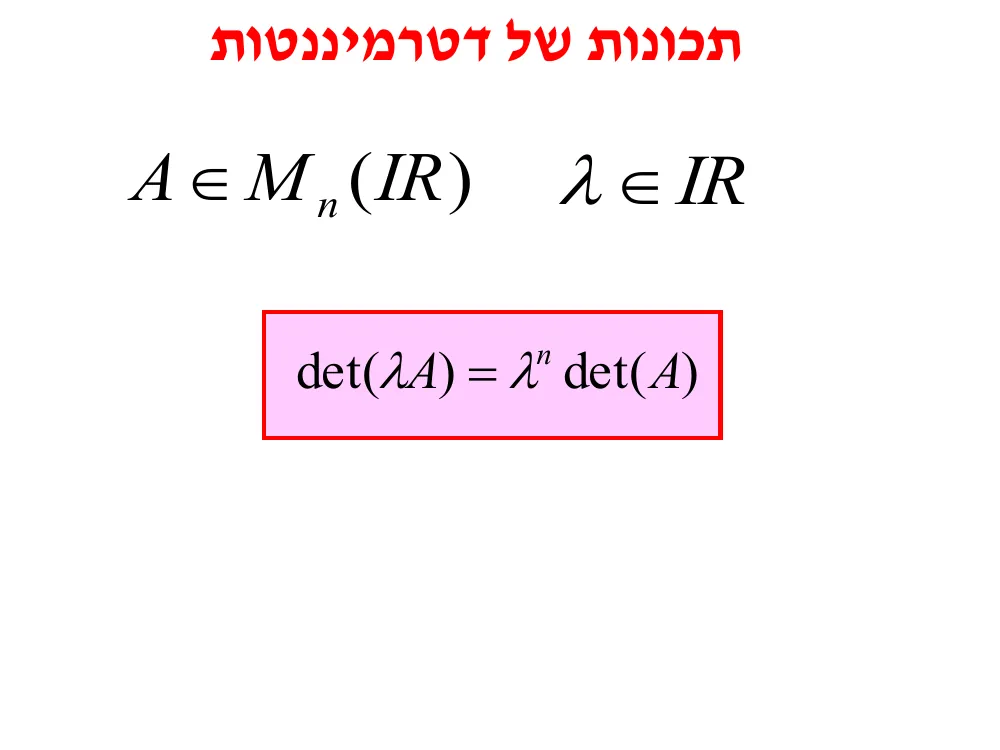 תכונות של דטרמיננטות
A ∈ M_n (IR) λ ∈ IR
det(λA) = λ^n det(A)